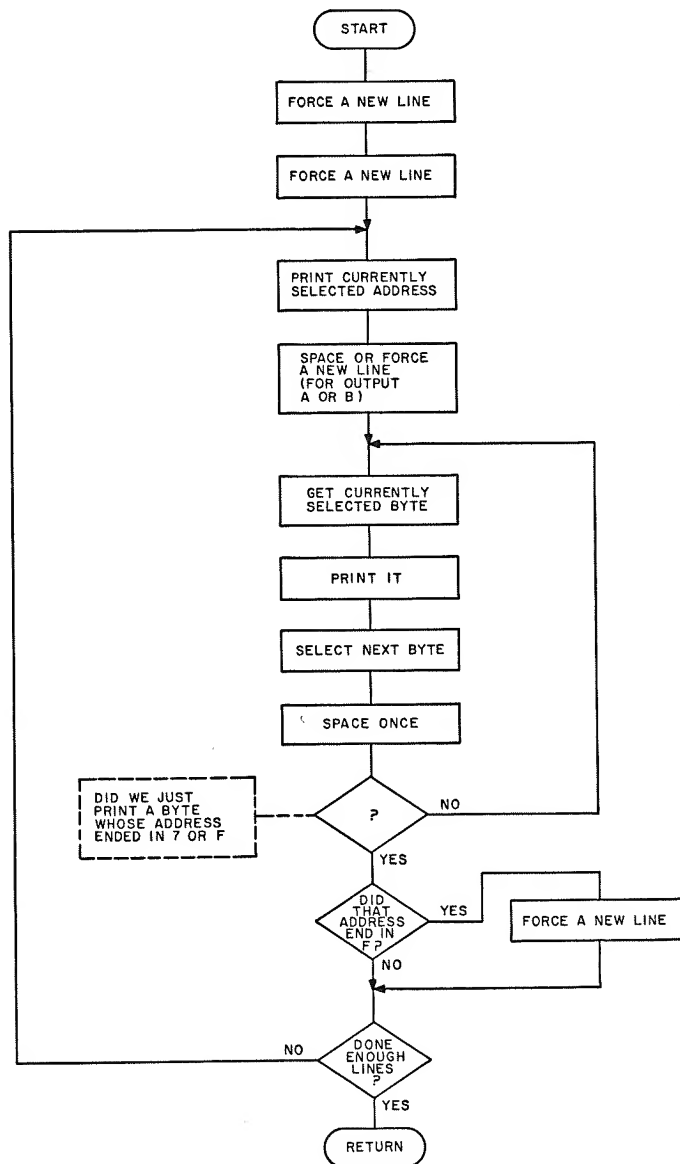 START
FORCE A NEW LINE
FORCE A NEW LINE
PRINT CURRENTLY
SELECTED ADDRESS
SPACE OR FORCE
A NEW LINE
(FOR OUTPUT
A OR B)
GET CURRENTLY
SELECTED BYTE
PRINT IT
SELECT NEXT BYTE
SPACE ONCE
DID WE JUST
PRINT A BYTE
WHOSE ADDRESS
ENDED IN 7 OR F
?
NO
YES
DID
THAT
ADDRESS
END IN
F?
YES
FORCE A NEW LINE
NO
DONE
ENOUGH
LINES
?
NO
YES
RETURN